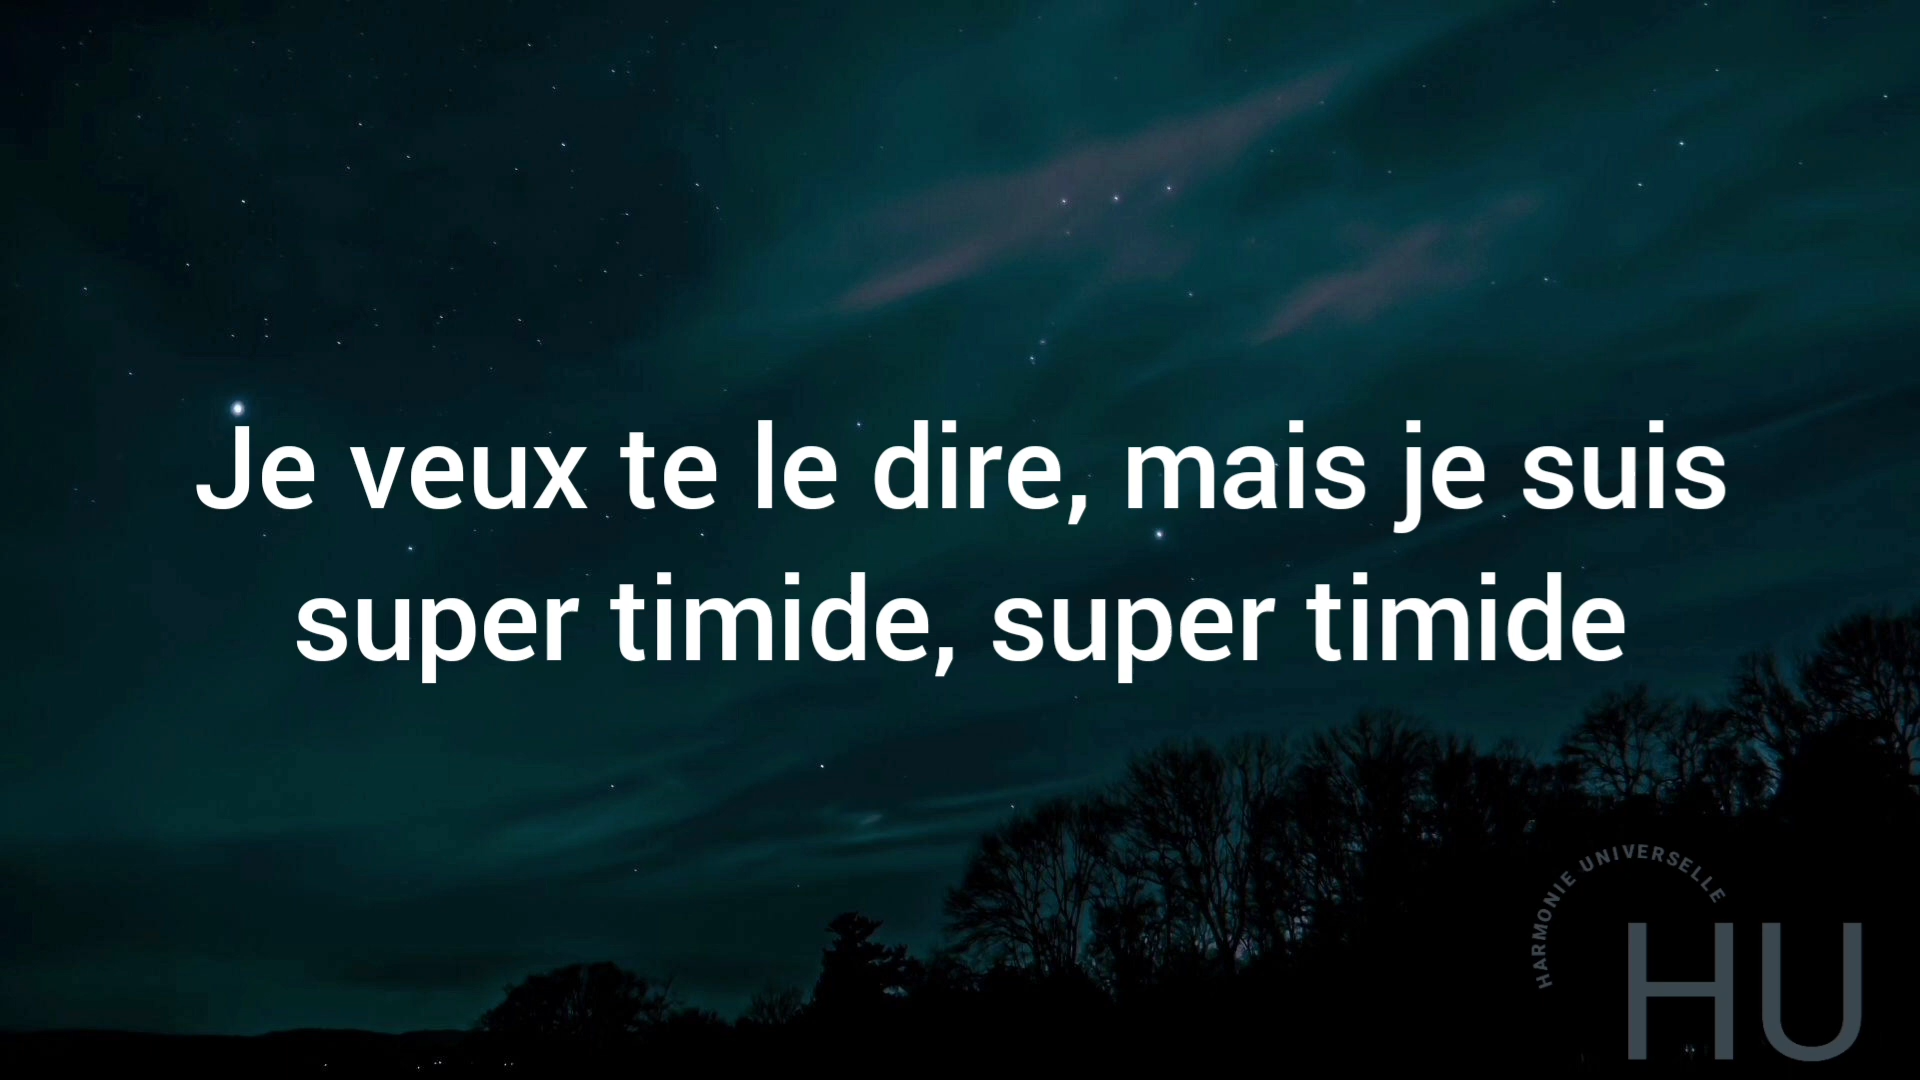 Je veux te le dire, mais je suis
super timide, super timide
HARMONIE UNIVERSELLE
HU